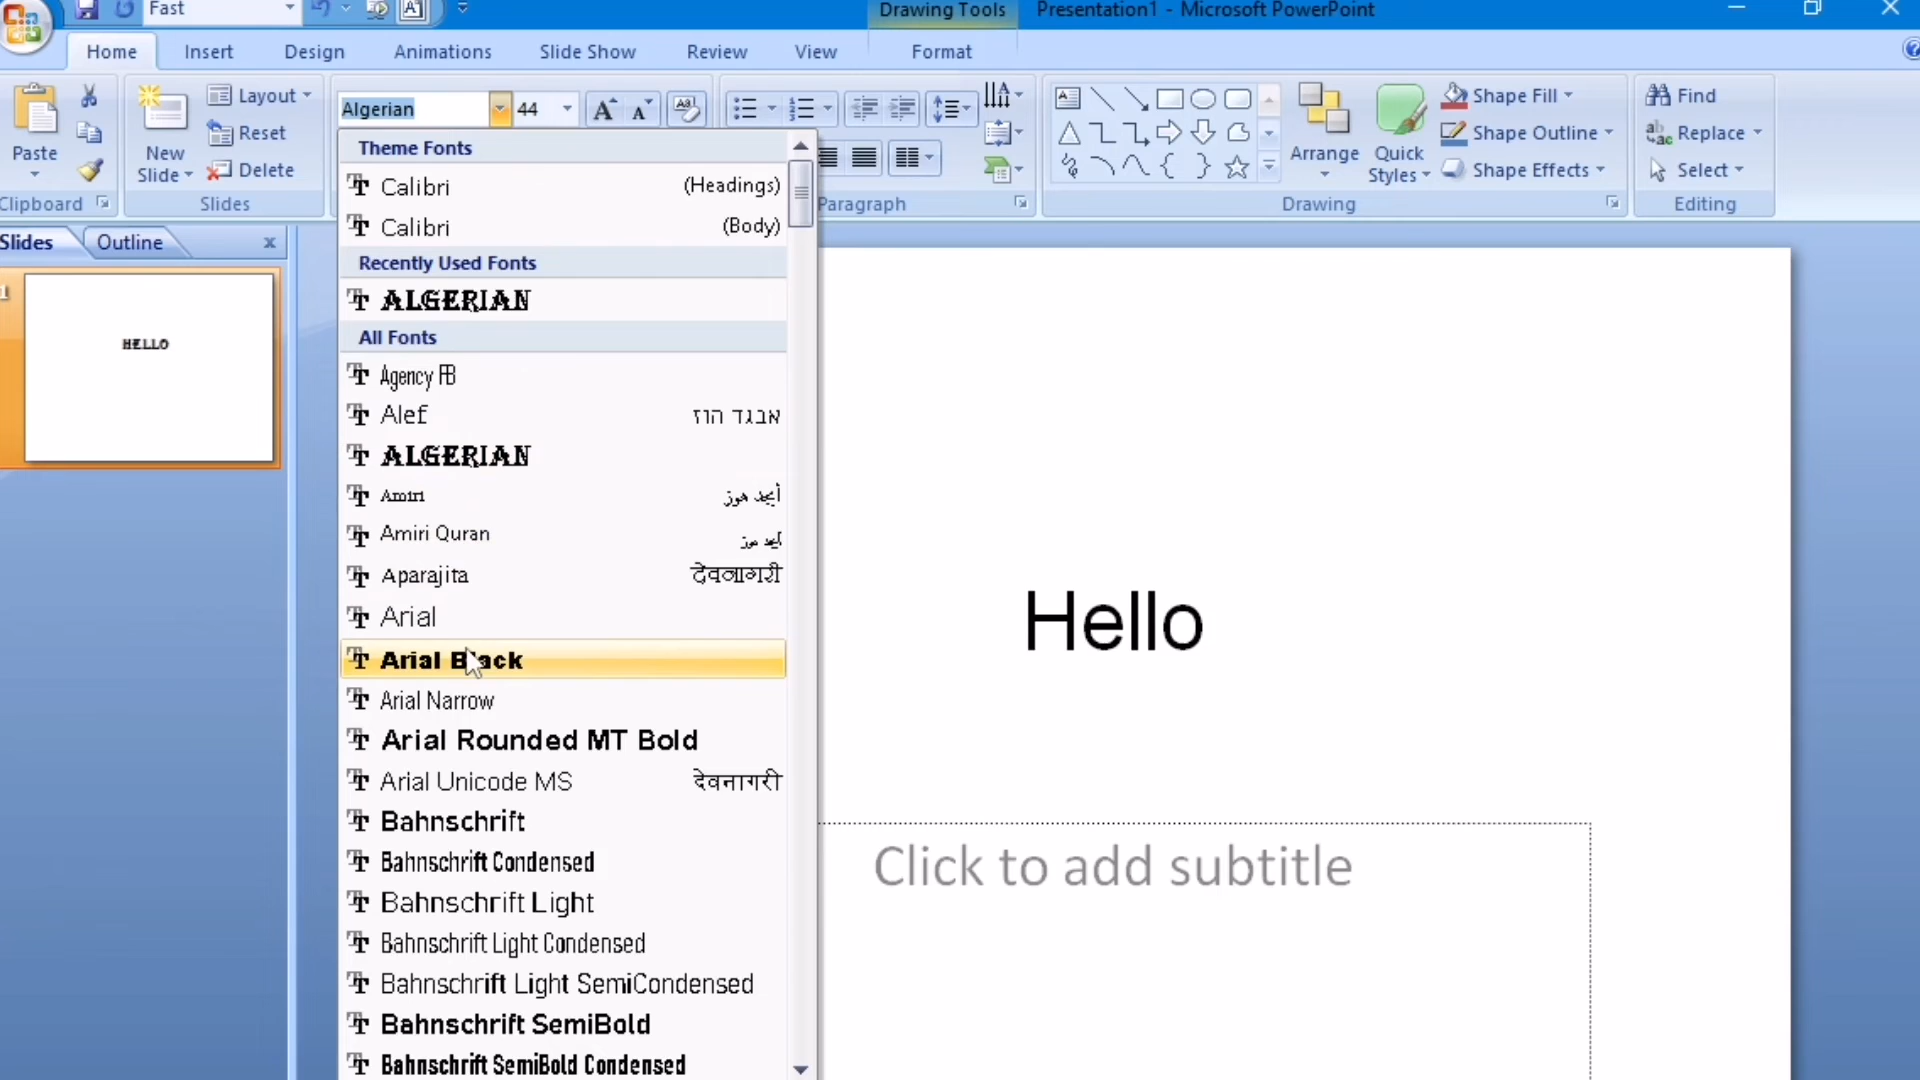 Fast
Drawing Tools
Presentation1 - Microsoft PowerPoint
Home
Insert
Design
Animations
Slide Show
Review
View
Format
Paste
Clipboard
New
Slide
Layout
Reset
Delete
Slides
Algerian
44
Paragraph
Arrange
Quick
Styles
Shape Fill
Shape Outline
Shape Effects
Drawing
Find
Replace
Select
Editing
Slides
Outline
1
HELLO
Theme Fonts
Calibri (Headings)
Calibri (Body)
Recently Used Fonts
ALGERIAN
All Fonts
Agency FB
Alef אבגד הוז
ALGERIAN
Amiri أبجد هوز
Amiri Quran أبجد هوز
Aparajita देवनागरी
Arial
Arial Black
Arial Narrow
Arial Rounded MT Bold
Arial Unicode MS देवनागरी
Bahnschrift
Bahnschrift Condensed
Bahnschrift Light
Bahnschrift Light Condensed
Bahnschrift Light SemiCondensed
Bahnschrift SemiBold
Bahnschrift SemiBold Condensed
Hello
Click to add subtitle